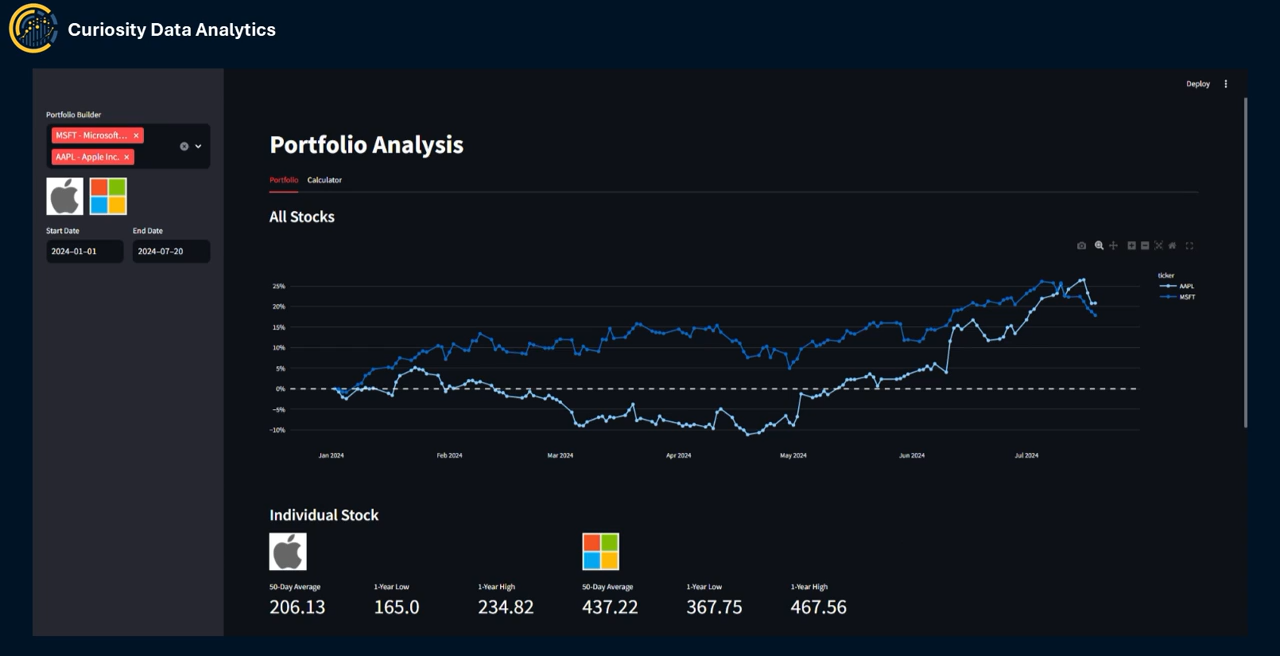 Curiosity Data Analytics
Deploy
Portfolio Builder
MSFT - Microsoft... ×
AAPL - Apple Inc. ×
Start Date End Date
2024-01-01 2024-07-20
Portfolio Analysis
Portfolio Calculator
All Stocks
ticker
AAPL
MSFT
25%
20%
15%
10%
5%
0%
−5%
−10%
Jan 2024 Feb 2024 Mar 2024 Apr 2024 May 2024 Jun 2024 Jul 2024
Individual Stock
50-Day Average 1-Year Low 1-Year High 50-Day Average 1-Year Low 1-Year High
206.13 165.0 234.82 437.22 367.75 467.56